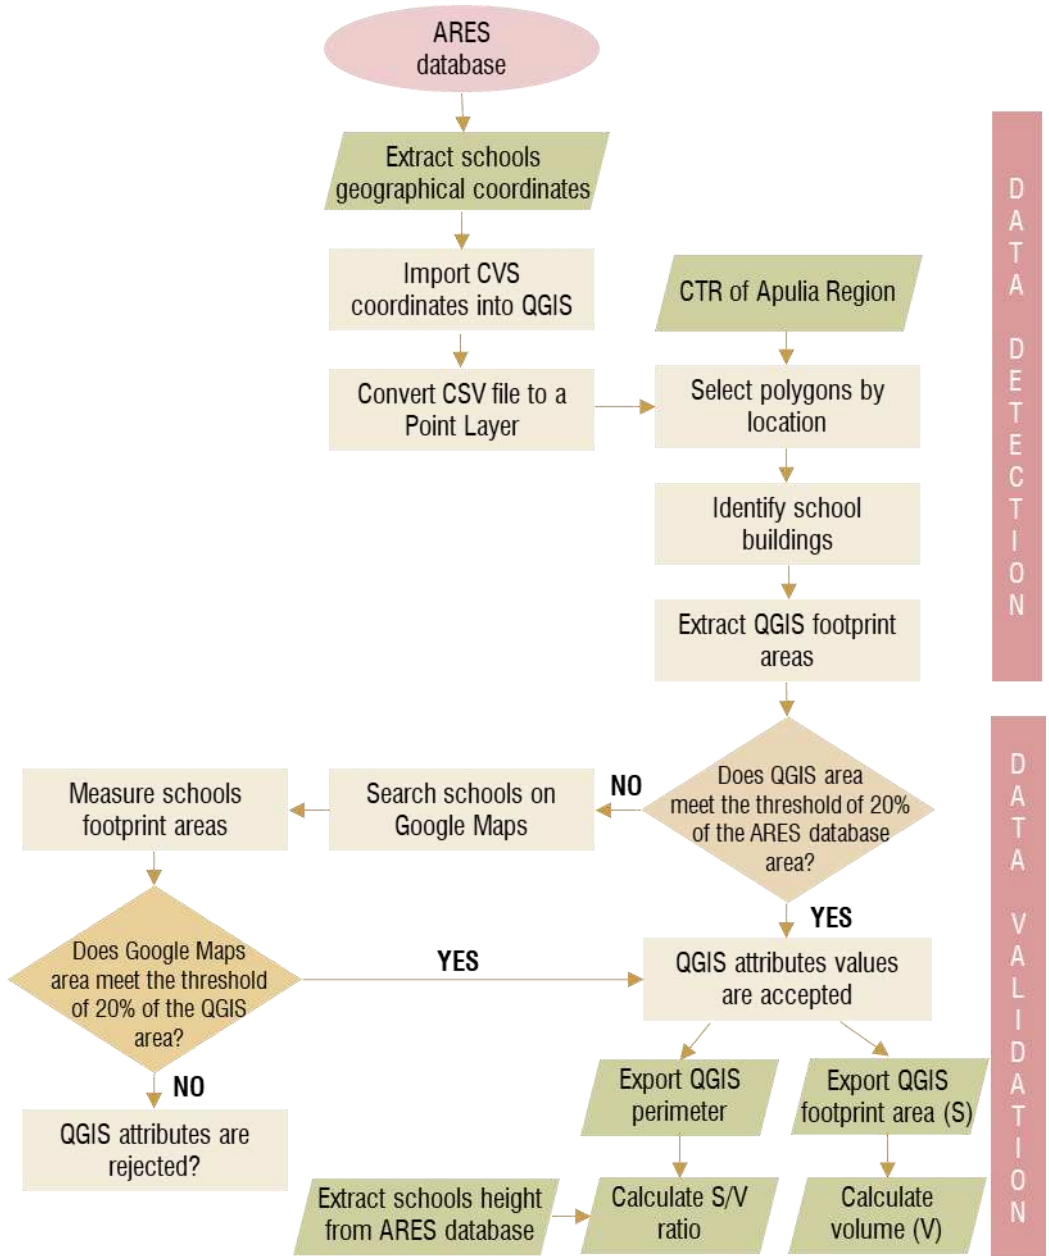 ARES
database
Extract schools
geographical coordinates
Import CVS
coordinates into QGIS
CTR of Apulia Region
Convert CSV file to a
Point Layer
Select polygons by
location
Identify school
buildings
Extract QGIS footprint
areas
DATA DETECTION
Does QGIS area
meet the threshold of 20%
of the ARES database
area?
NO
Search schools on
Google Maps
Measure schools
footprint areas
YES
Does Google Maps
area meet the threshold
of 20% of the QGIS
area?
YES
QGIS attributes values
are accepted
NO
QGIS attributes are
rejected?
Export QGIS
perimeter
Export QGIS
footprint area (S)
Extract schools height
from ARES database
Calculate S/V
ratio
Calculate
volume (V)
DATA VALIDATION